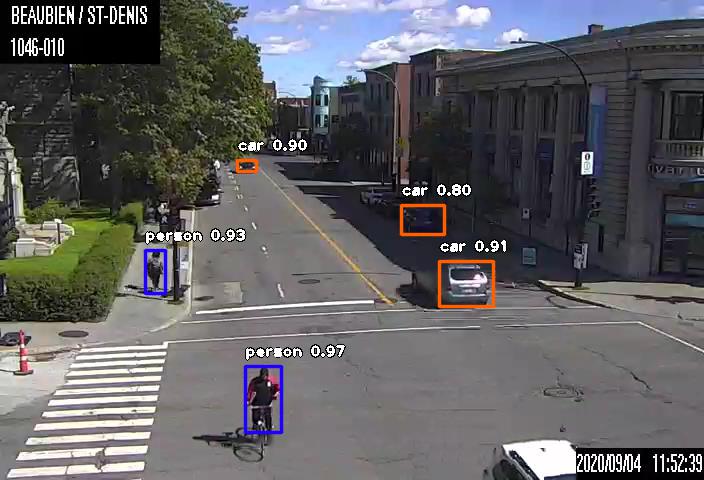 BEAUBIEN / ST-DENIS
1046-010
car 0.90
car 0.80
person 0.93
car 0.91
person 0.97
2020/09/04 11:52:39